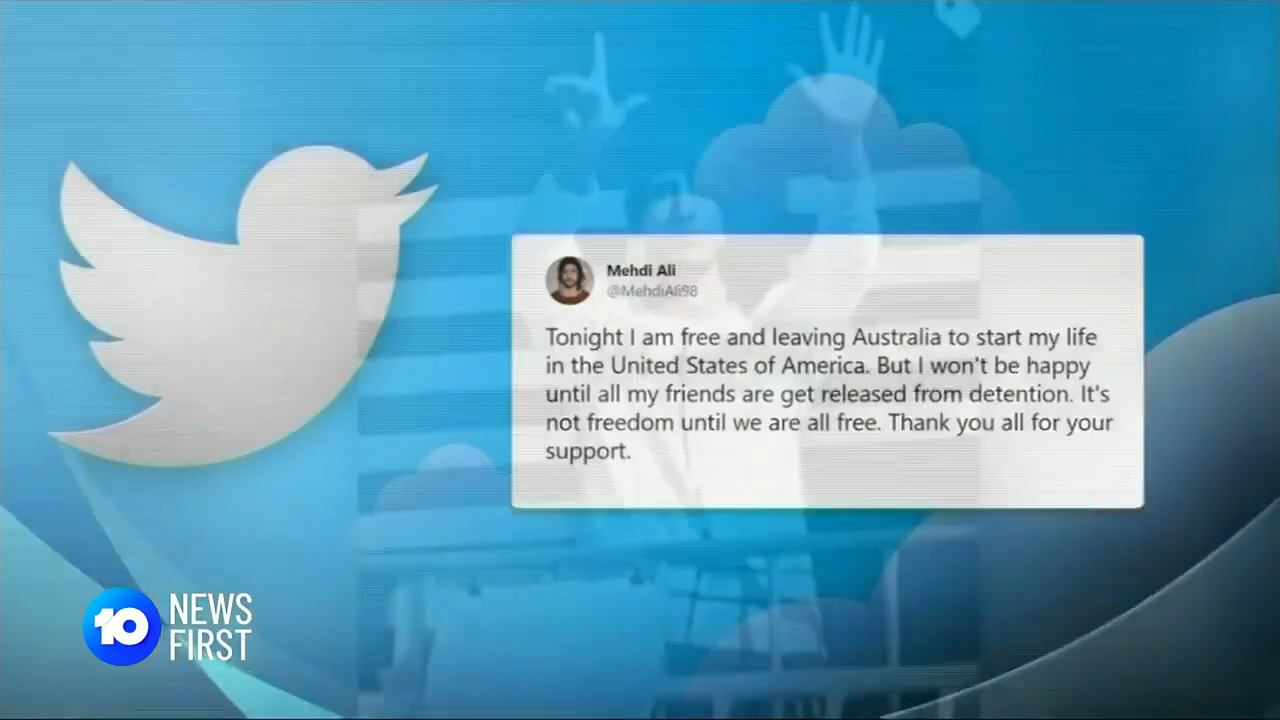 Mehdi Ali
@MehdiAli98
Tonight I am free and leaving Australia to start my life
in the United States of America. But I won't be happy
until all my friends are get released from detention. It's
not freedom until we are all free. Thank you all for your
support.
10 NEWS
FIRST